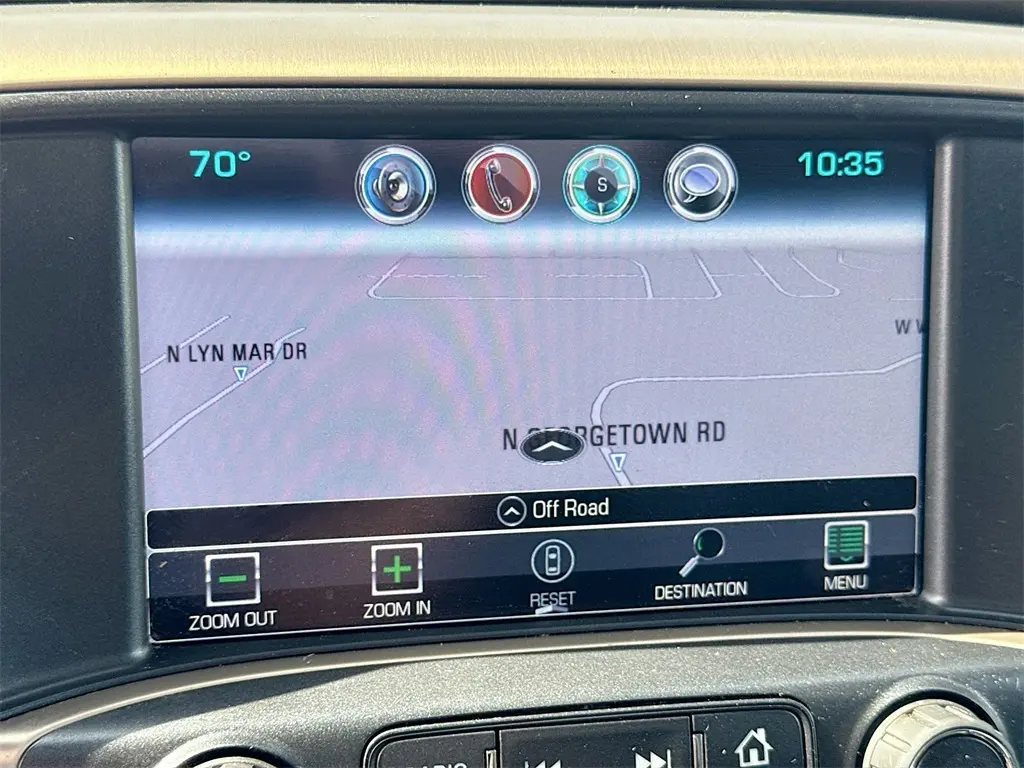 70°
S
10:35
W
N LYN MAR DR
N GEORGETOWN RD
Off Road
ZOOM OUT
ZOOM IN
RESET
DESTINATION
MENU